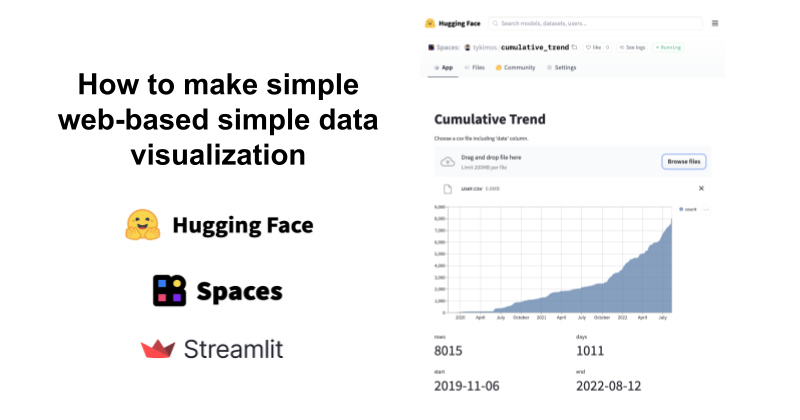 How to make simple
web-based simple data
visualization
Hugging Face
Spaces
Streamlit
Hugging Face
Search models, datasets, users...
Spaces: tykimos/cumulative_trend like 0 See logs Running
App Files Community Settings
Cumulative Trend
Choose a csv file including 'date' column.
Drag and drop file here
Limit 200MB per file
Browse files
user.csv 0.6MB
count
9,000
8,000
7,000
6,000
5,000
4,000
3,000
2,000
1,000
0
2020 April July October 2021 April July October 2022 April July
rows
8015
days
1011
start
2019-11-06
end
2022-08-12